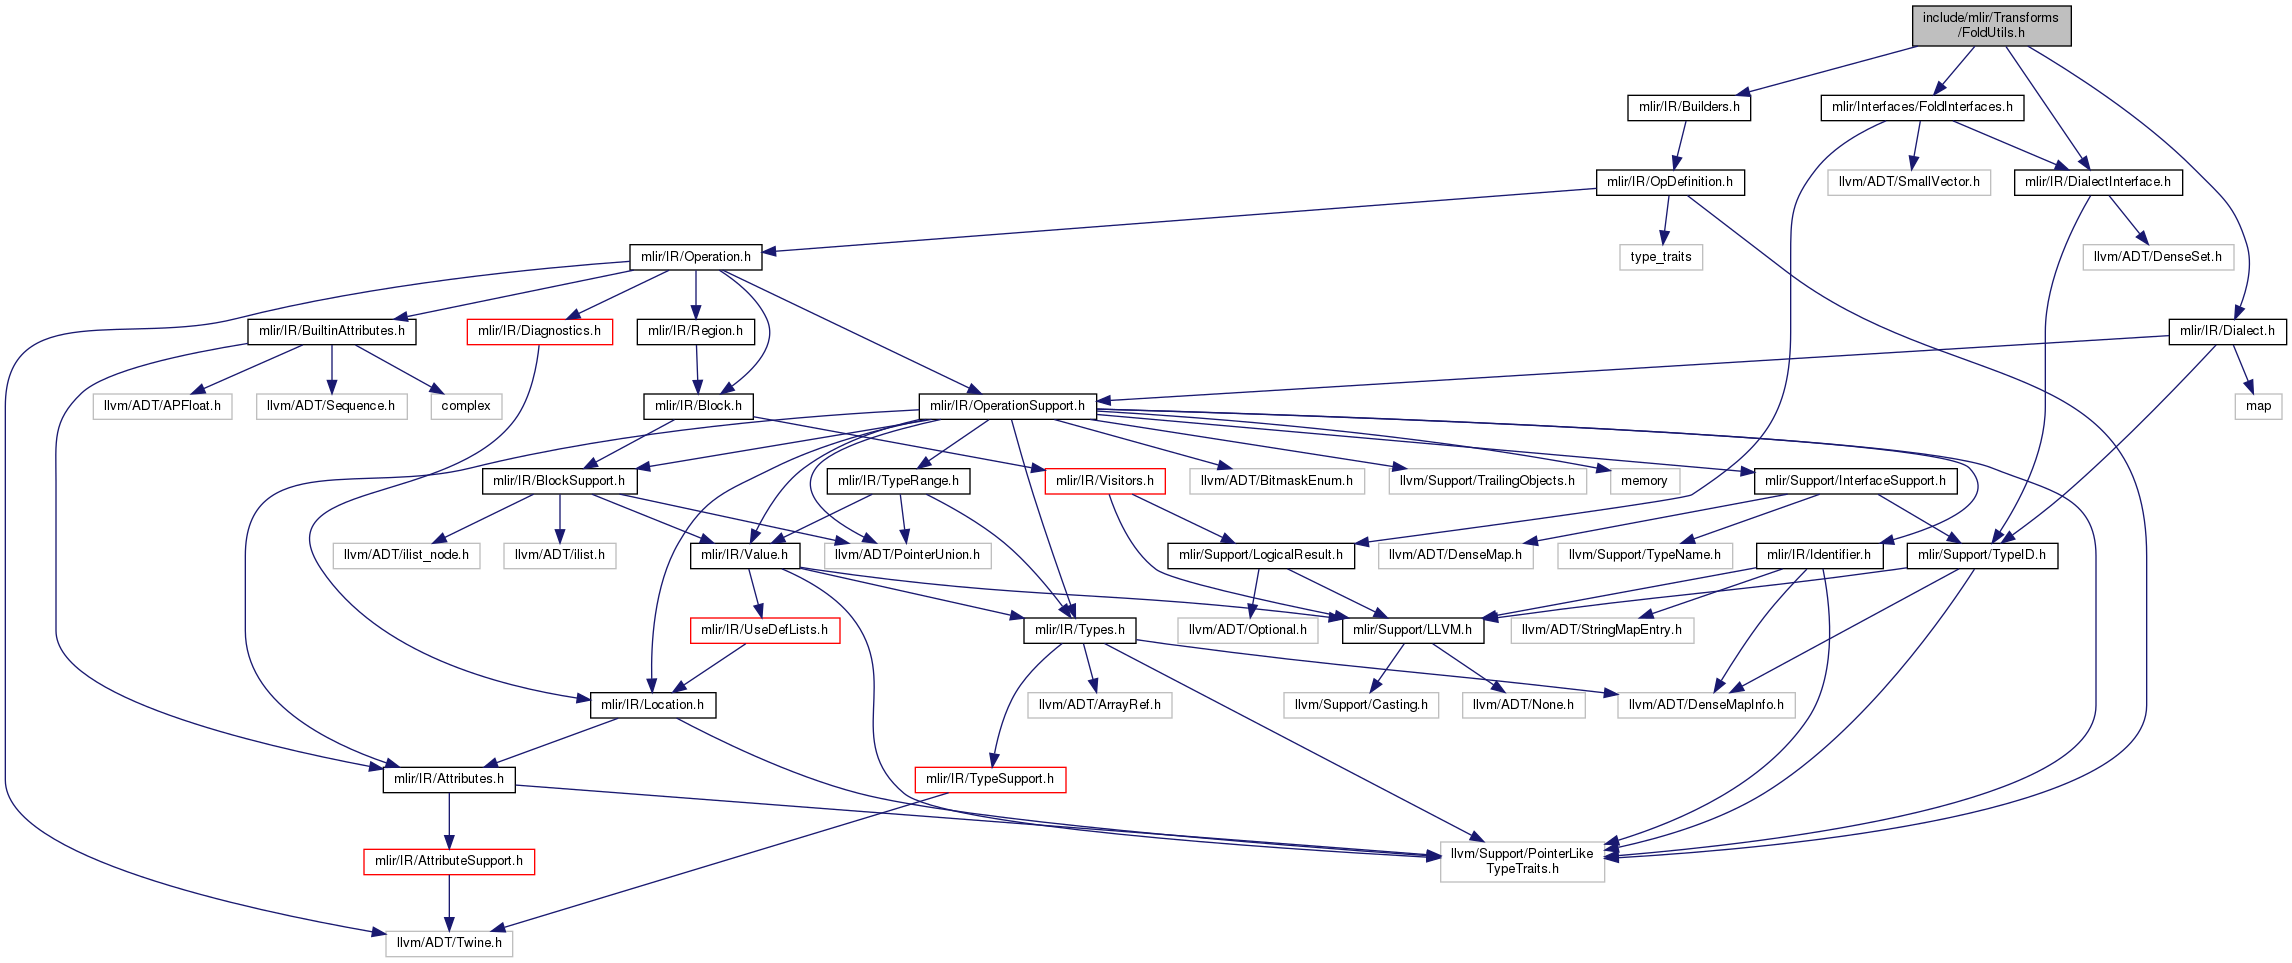 include/mlir/Transforms
/FoldUtils.h
mlir/IR/Builders.h
mlir/Interfaces/FoldInterfaces.h
mlir/IR/OpDefinition.h
llvm/ADT/SmallVector.h
mlir/IR/DialectInterface.h
mlir/IR/Operation.h
type_traits
llvm/ADT/DenseSet.h
mlir/IR/BuiltinAttributes.h
mlir/IR/Diagnostics.h
mlir/IR/Region.h
mlir/IR/Dialect.h
llvm/ADT/APFloat.h
llvm/ADT/Sequence.h
complex
mlir/IR/Block.h
mlir/IR/OperationSupport.h
map
mlir/IR/BlockSupport.h
mlir/IR/TypeRange.h
mlir/IR/Visitors.h
llvm/ADT/BitmaskEnum.h
llvm/Support/TrailingObjects.h
memory
mlir/Support/InterfaceSupport.h
llvm/ADT/ilist_node.h
llvm/ADT/ilist.h
mlir/IR/Value.h
llvm/ADT/PointerUnion.h
mlir/Support/LogicalResult.h
llvm/ADT/DenseMap.h
llvm/Support/TypeName.h
mlir/IR/Identifier.h
mlir/Support/TypeID.h
mlir/IR/UseDefLists.h
mlir/IR/Types.h
llvm/ADT/Optional.h
mlir/Support/LLVM.h
llvm/ADT/StringMapEntry.h
mlir/IR/Location.h
llvm/ADT/ArrayRef.h
llvm/Support/Casting.h
llvm/ADT/None.h
llvm/ADT/DenseMapInfo.h
mlir/IR/Attributes.h
mlir/IR/TypeSupport.h
mlir/IR/AttributeSupport.h
llvm/Support/PointerLike
TypeTraits.h
llvm/ADT/Twine.h